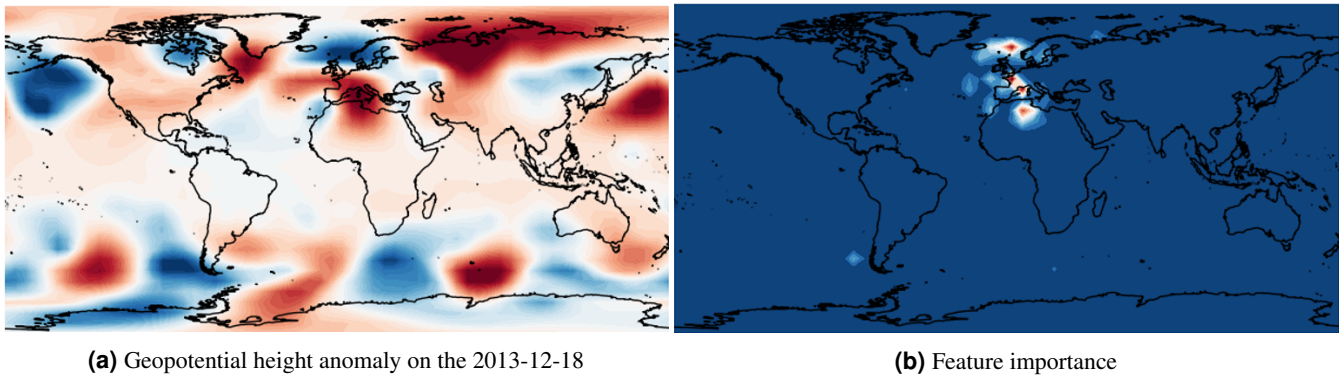 (a) Geopotential height anomaly on the 2013-12-18
(b) Feature importance